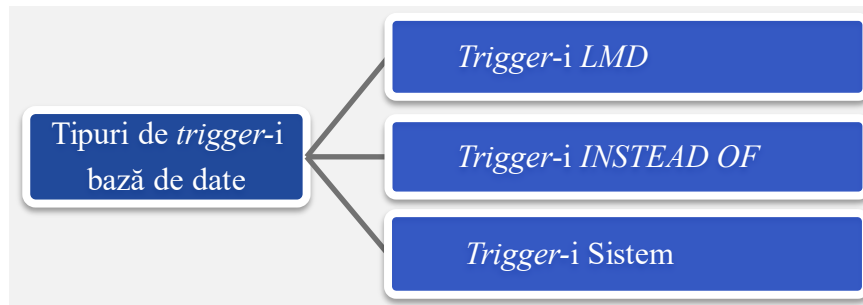 Trigger-i LMD
Tipuri de trigger-i
bază de date
Trigger-i INSTEAD OF
Trigger-i Sistem